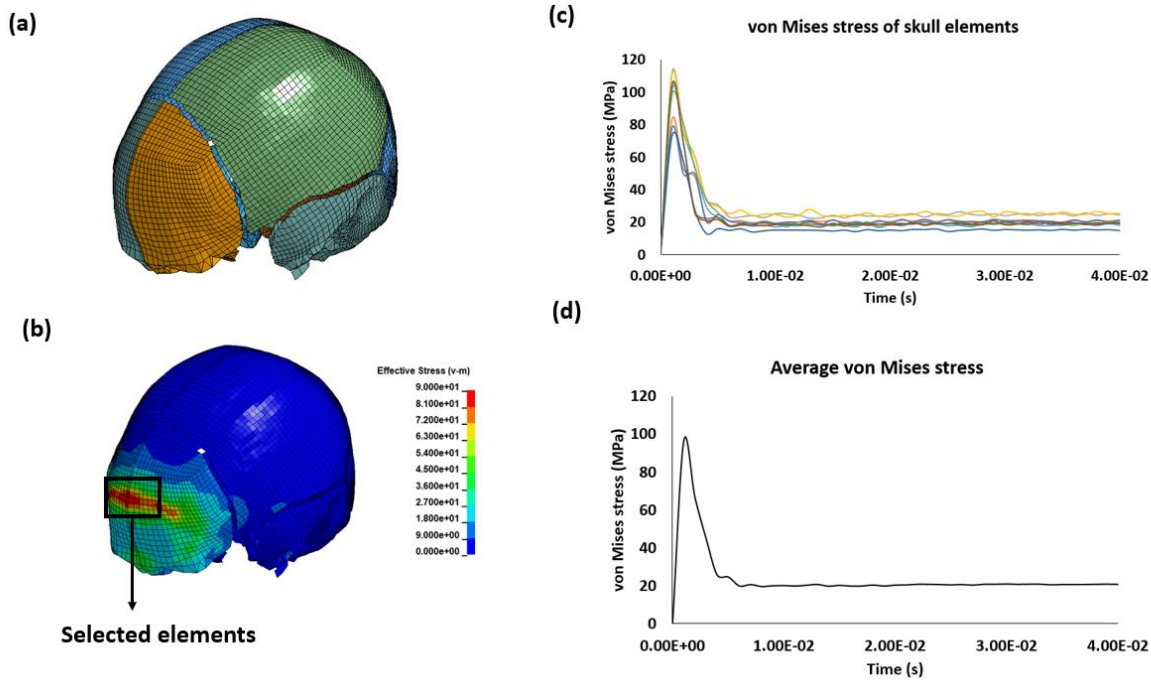 (a)
(b)
Effective Stress (v-m)
9.000e+01
8.100e+01
7.200e+01
6.300e+01
5.400e+01
4.500e+01
3.600e+01
2.700e+01
1.800e+01
9.000e+00
0.000e+00
Selected elements
(c)
von Mises stress of skull elements
von Mises stress (MPa)
120
100
80
60
40
20
0
0.00E+00 1.00E-02 2.00E-02 3.00E-02 4.00E-02
Time (s)
(d)
Average von Mises stress
von Mises stress (MPa)
120
100
80
60
40
20
0
0.00E+00 1.00E-02 2.00E-02 3.00E-02 4.00E-02
Time (s)